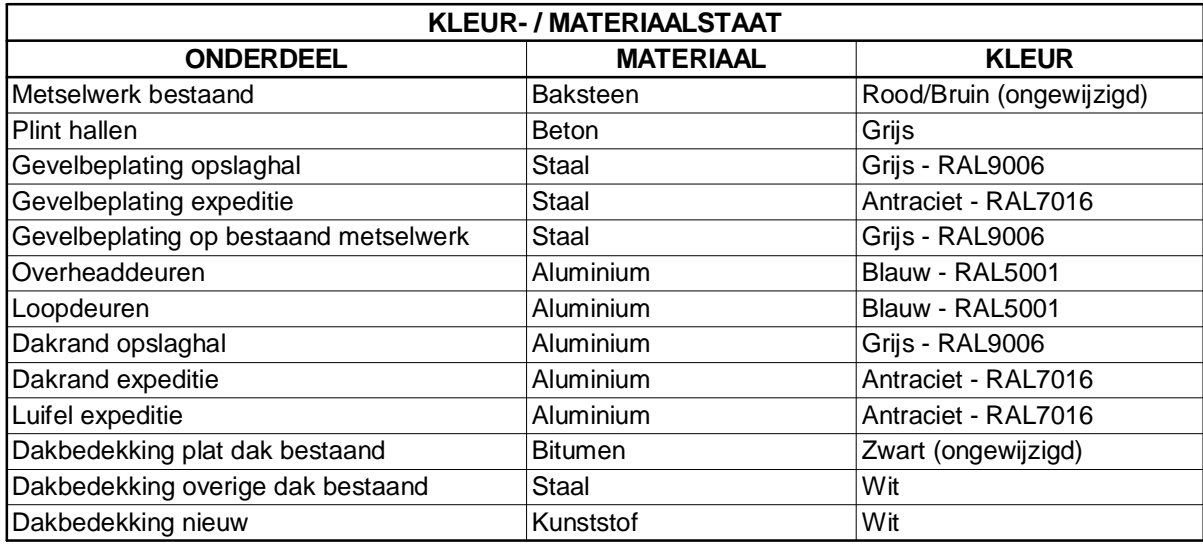 KLEUR- / MATERIAALSTAAT
ONDERDEEL MATERIAAL KLEUR
Metselwerk bestaand Baksteen Rood/Bruin (ongewijzigd)
Plint hallen Beton Grijs
Gevelbeplating opslaghal Staal Grijs - RAL9006
Gevelbeplating expeditie Staal Antraciet - RAL7016
Gevelbeplating op bestaand metselwerk Staal Grijs - RAL9006
Overheaddeuren Aluminium Blauw - RAL5001
Loopdeuren Aluminium Blauw - RAL5001
Dakrand opslaghal Aluminium Grijs - RAL9006
Dakrand expeditie Aluminium Antraciet - RAL7016
Luifel expeditie Aluminium Antraciet - RAL7016
Dakbedekking plat dak bestaand Bitumen Zwart (ongewijzigd)
Dakbedekking overige dak bestaand Staal Wit
Dakbedekking nieuw Kunststof Wit